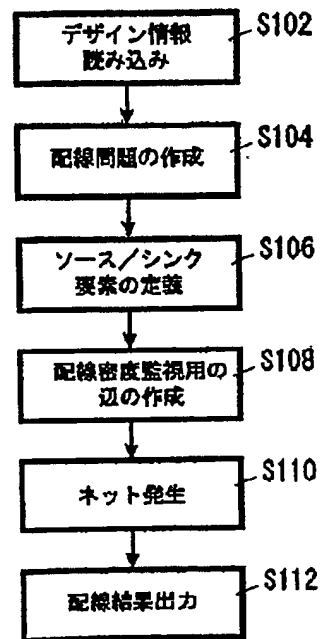 デザイン情報
読み込み
S102
配線問題の作成
S104
ソース/シンク
要素の定義
S106
配線密度監視用の
辺の作成
S108
ネット発生
S110
配線結果出力
S112